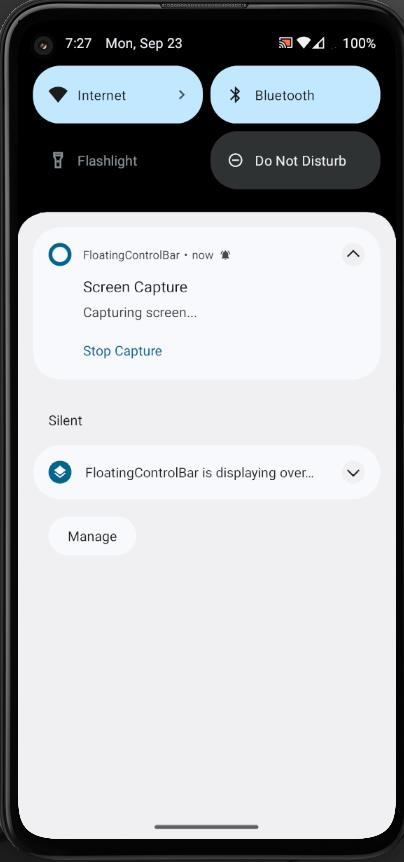 7:27 Mon, Sep 23 100%
Internet
Bluetooth
Flashlight
Do Not Disturb
FloatingControlBar • now
Screen Capture
Capturing screen...
Stop Capture
Silent
FloatingControlBar is displaying over...
Manage